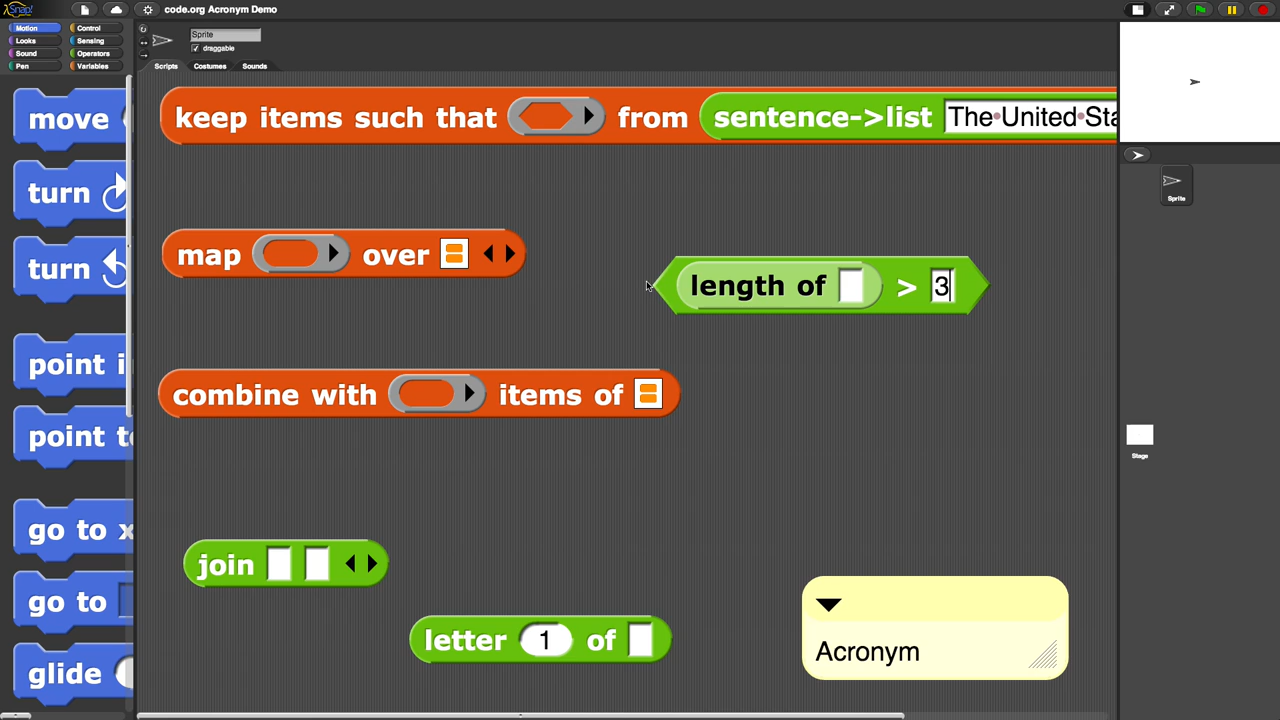 Snap!
code.org Acronym Demo
Motion Control
Looks Sensing
Sound Operators
Pen Variables
Sprite
draggable
Scripts Costumes Sounds
move
turn
turn
point i
point to
go to x
go to
glide
keep items such that from sentence->list The•United•Sta
map over
length of > 3
combine with items of
join
letter 1 of
Acronym
Sprite
Stage